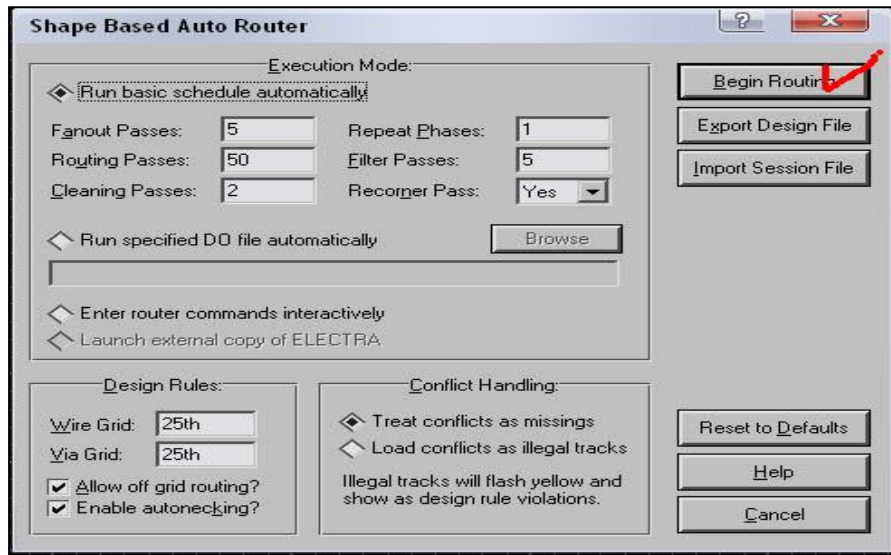 Shape Based Auto Router
Execution Mode:
Run basic schedule automatically
Fanout Passes: 5 Repeat Phases: 1
Routing Passes: 50 Filter Passes: 5
Cleaning Passes: 2 Recorner Pass: Yes
Run specified DO file automatically Browse
Enter router commands interactively
Launch external copy of ELECTRA
Begin Routing
Export Design File
Import Session File
Design Rules:
Wire Grid: 25th
Via Grid: 25th
Allow off grid routing?
Enable autonecking?
Conflict Handling:
Treat conflicts as missings
Load conflicts as illegal tracks
Illegal tracks will flash yellow and
show as design rule violations.
Reset to Defaults
Help
Cancel